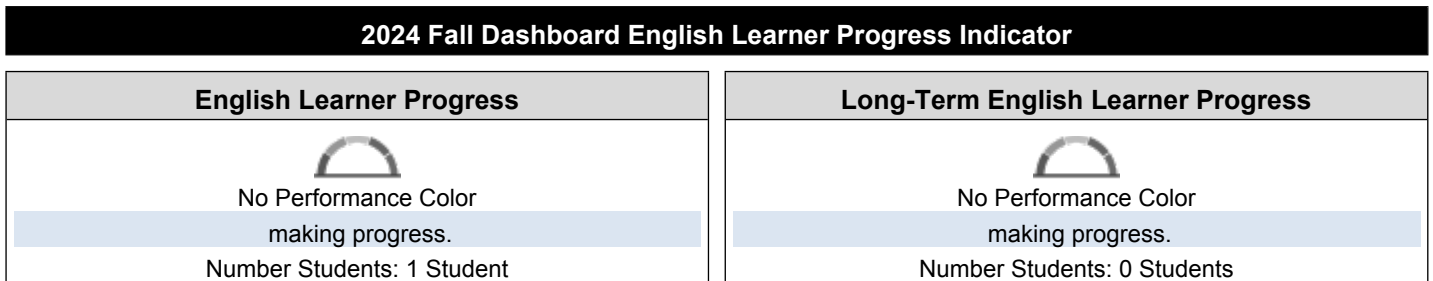 2024 Fall Dashboard English Learner Progress Indicator
English Learner Progress
No Performance Color
making progress.
Number Students: 1 Student
Long-Term English Learner Progress
No Performance Color
making progress.
Number Students: 0 Students